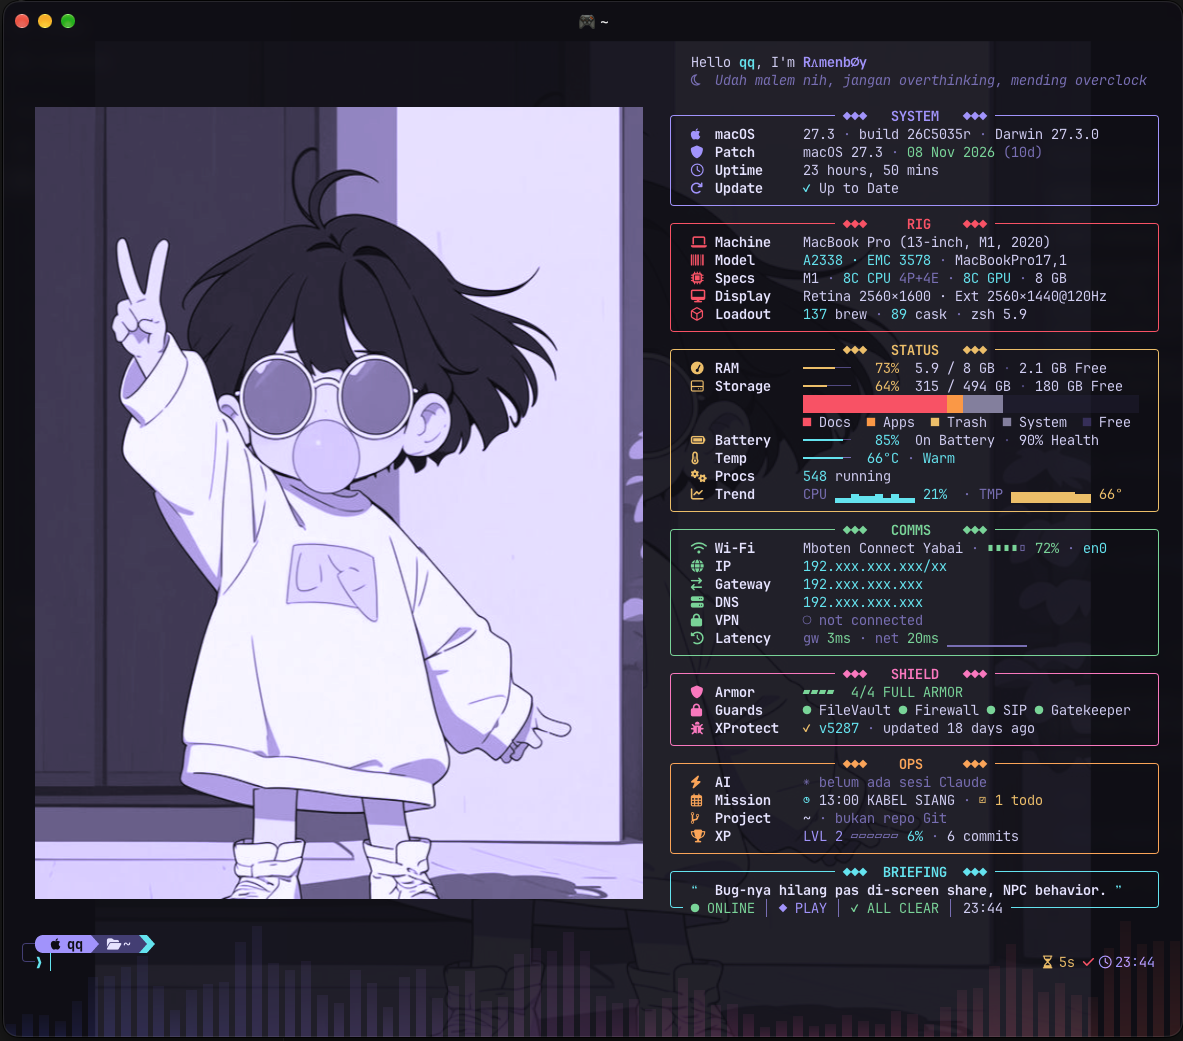 ~
Hello qq, I'm RʌmenbØy
Udah malem nih, jangan overthinking, mending overclock
SYSTEM
macOS 27.3 · build 26C5035r · Darwin 27.3.0
Patch macOS 27.3 · 08 Nov 2026 (10d)
Uptime 23 hours, 50 mins
Update ✓ Up to Date
RIG
Machine MacBook Pro (13-inch, M1, 2020)
Model A2338 · EMC 3578 · MacBookPro17,1
Specs M1 · 8C CPU 4P+4E · 8C GPU · 8 GB
Display Retina 2560×1600 · Ext 2560×1440@120Hz
Loadout 137 brew · 89 cask · zsh 5.9
STATUS
RAM 73% 5.9 / 8 GB · 2.1 GB Free
Storage 64% 315 / 494 GB · 180 GB Free
Docs Apps Trash System Free
Battery 85% On Battery · 90% Health
Temp 66°C · Warm
Procs 548 running
Trend CPU 21% · TMP 66°
COMMS
Wi-Fi Mboten Connect Yabai · 72% · en0
IP 192.xxx.xxx.xxx/xx
Gateway 192.xxx.xxx.xxx
DNS 192.xxx.xxx.xxx
VPN ○ not connected
Latency gw 3ms · net 20ms
SHIELD
Armor 4/4 FULL ARMOR
Guards ● FileVault ● Firewall ● SIP ● Gatekeeper
XProtect ✓ v5287 · updated 18 days ago
OPS
AI ✳ belum ada sesi Claude
Mission 13:00 KABEL SIANG · ☑ 1 todo
Project ~ · bukan repo Git
XP LVL 2 ▱▱▱▱▱▱ 6% · 6 commits
BRIEFING
“ Bug-nya hilang pas di-screen share, NPC behavior. ”
● ONLINE │ ◆ PLAY │ ✓ ALL CLEAR │ 23:44
qq ~
❯
5s ✓ 23:44